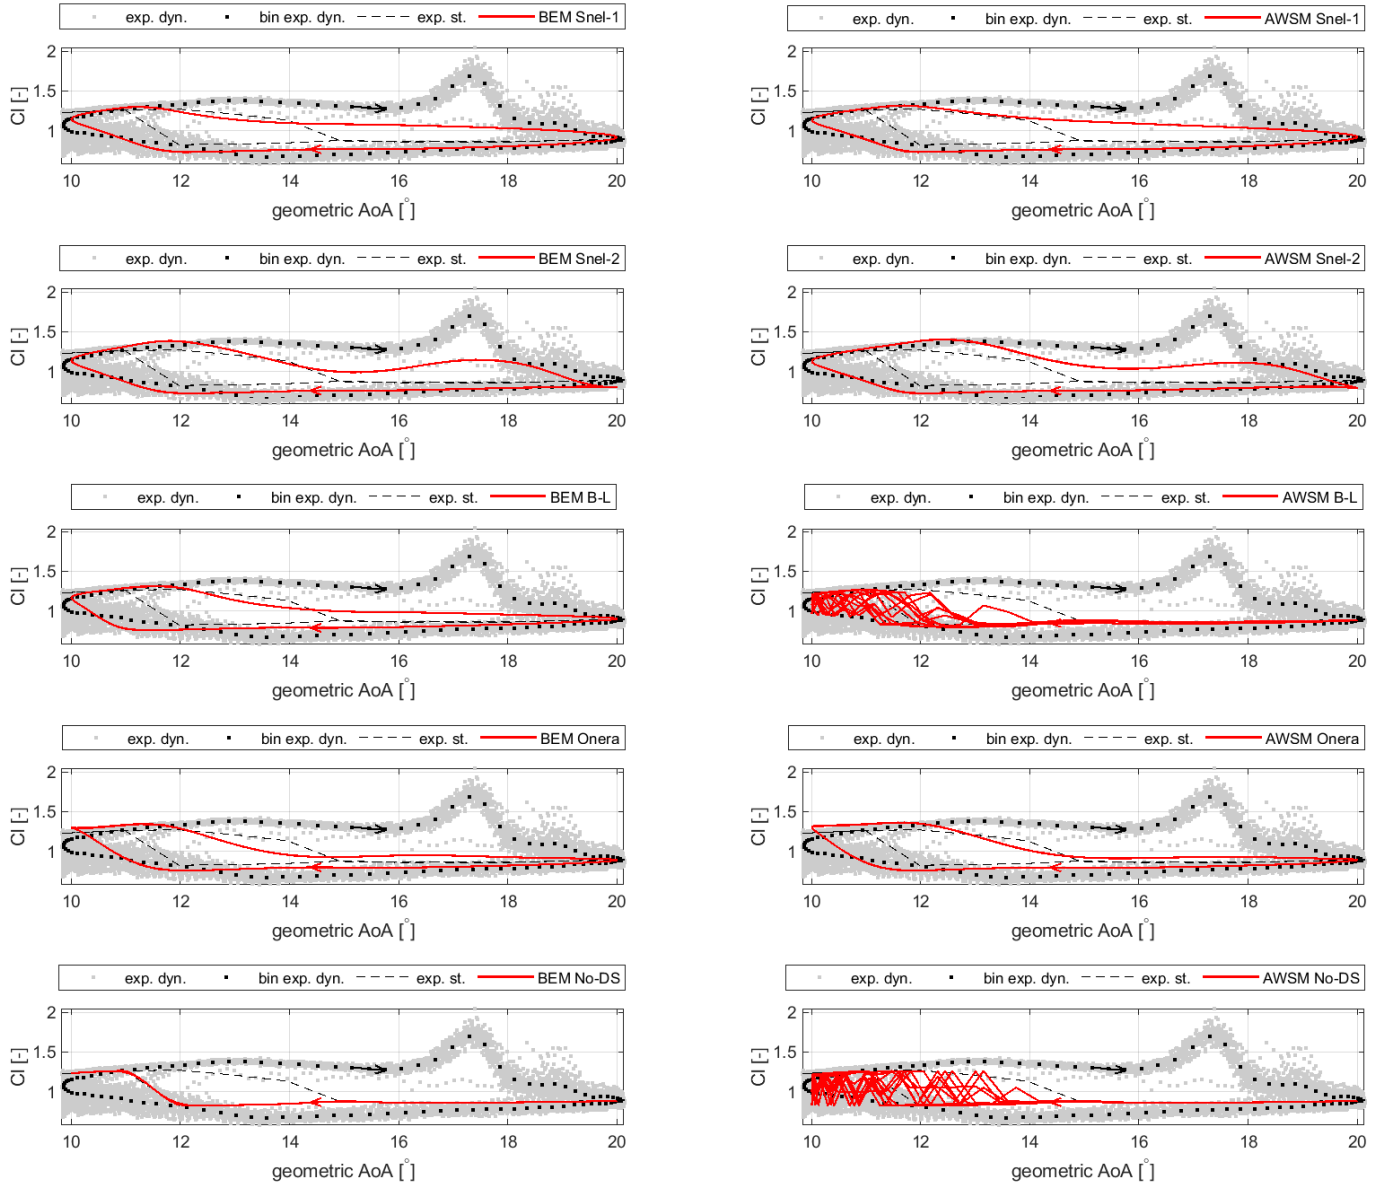 exp. dyn. bin exp. dyn. exp. st. BEM Snel-1
Cl [-]
2
1.5
1
10 12 14 16 18 20
geometric AoA [°]
exp. dyn. bin exp. dyn. exp. st. AWSM Snel-1
Cl [-]
2
1.5
1
10 12 14 16 18 20
geometric AoA [°]
exp. dyn. bin exp. dyn. exp. st. BEM Snel-2
Cl [-]
2
1.5
1
10 12 14 16 18 20
geometric AoA [°]
exp. dyn. bin exp. dyn. exp. st. AWSM Snel-2
Cl [-]
2
1.5
1
10 12 14 16 18 20
geometric AoA [°]
exp. dyn. bin exp. dyn. exp. st. BEM B-L
Cl [-]
2
1.5
1
10 12 14 16 18 20
geometric AoA [°]
exp. dyn. bin exp. dyn. exp. st. AWSM B-L
Cl [-]
2
1.5
1
10 12 14 16 18 20
geometric AoA [°]
exp. dyn. bin exp. dyn. exp. st. BEM Onera
Cl [-]
2
1.5
1
10 12 14 16 18 20
geometric AoA [°]
exp. dyn. bin exp. dyn. exp. st. AWSM Onera
Cl [-]
2
1.5
1
10 12 14 16 18 20
geometric AoA [°]
exp. dyn. bin exp. dyn. exp. st. BEM No-DS
Cl [-]
2
1.5
1
10 12 14 16 18 20
geometric AoA [°]
exp. dyn. bin exp. dyn. exp. st. AWSM No-DS
Cl [-]
2
1.5
1
10 12 14 16 18 20
geometric AoA [°]